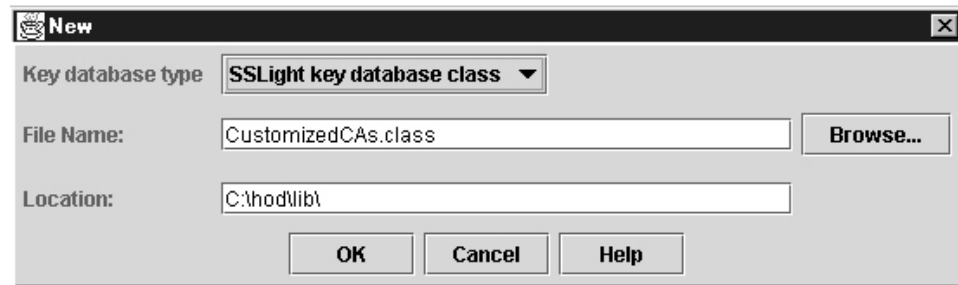 New
Key database type SSLight key database class
File Name: CustomizedCAs.class Browse...
Location: C:\hod\lib\
OK Cancel Help